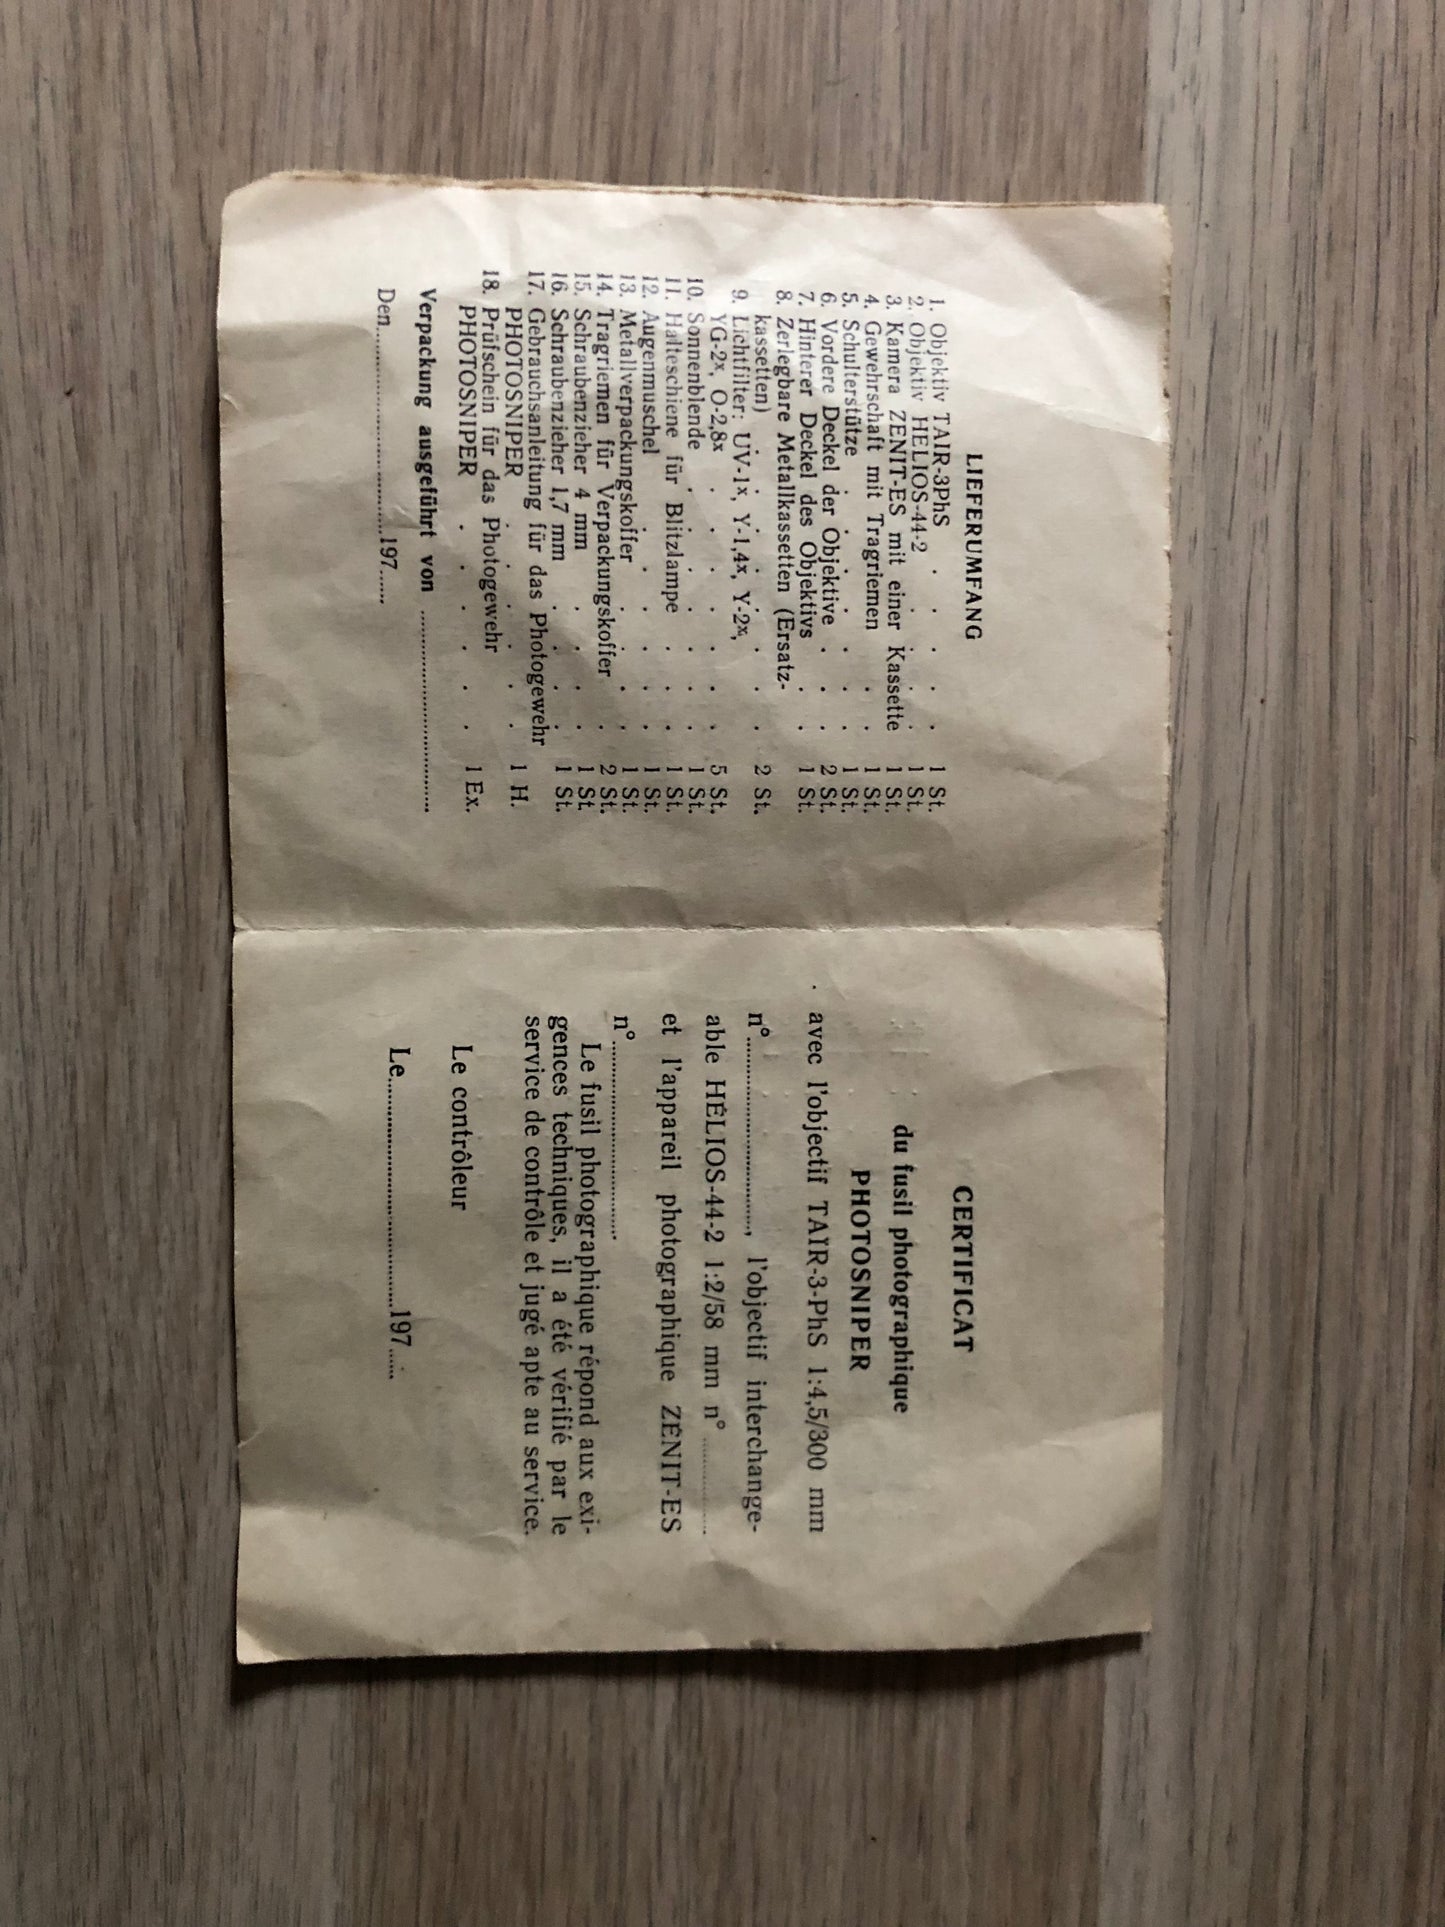 LIEFERUMFANG
1. Objektiv TAIR-3PhS . . . . . 1 St.
2. Objektiv HELIOS-44-2 . . . . 1 St.
3. Kamera ZENIT-ES mit einer Kassette 1 St.
4. Gewehrschaft mit Tragriemen . . 1 St.
5. Schulterstütze . . . . . . 1 St.
6. Vordere Deckel der Objektive . . . 2 St.
7. Hinterer Deckel des Objektivs . . 1 St.
8. Zerlegbare Metallkassetten (Ersatz-
kassetten) . . . . . . . 2 St.
9. Lichtfilter: UV-1x, Y-1,4x, Y-2x,
YG-2x, O-2,8x . . . . . . 5 St.
10. Sonnenblende . . . . . . 1 St.
11. Halteschiene für Blitzlampe . . . 1 St.
12. Augenmuschel . . . . . . 1 St.
13. Metallverpackungskoffer . . . . 1 St.
14. Tragriemen für Verpackungskoffer . 2 St.
15. Schraubenzieher 4 mm . . . . 1 St.
16. Schraubenzieher 1,7 mm . . . . 1 St.
17. Gebrauchsanleitung für das Photogewehr
PHOTOSNIPER . . . . . 1 H.
18. Prüfschein für das Photogewehr
PHOTOSNIPER . . . . . . 1 Ex.
Verpackung ausgeführt von ..............................
Den..............................197......
CERTIFICAT
du fusil photographique
PHOTOSNIPER
avec l'objectif TAÏR-3-PhS 1:4,5/300 mm
n°.............................., l'objectif interchange-
able HÉLIOS-44-2 1:2/58 mm n° ..............
et l'appareil photographique ZÉNIT-ES
n°..............................
Le fusil photographique répond aux exi-
gences techniques, il a été vérifié par le
service de contrôle et jugé apte au service.
Le contrôleur
Le..............................197......